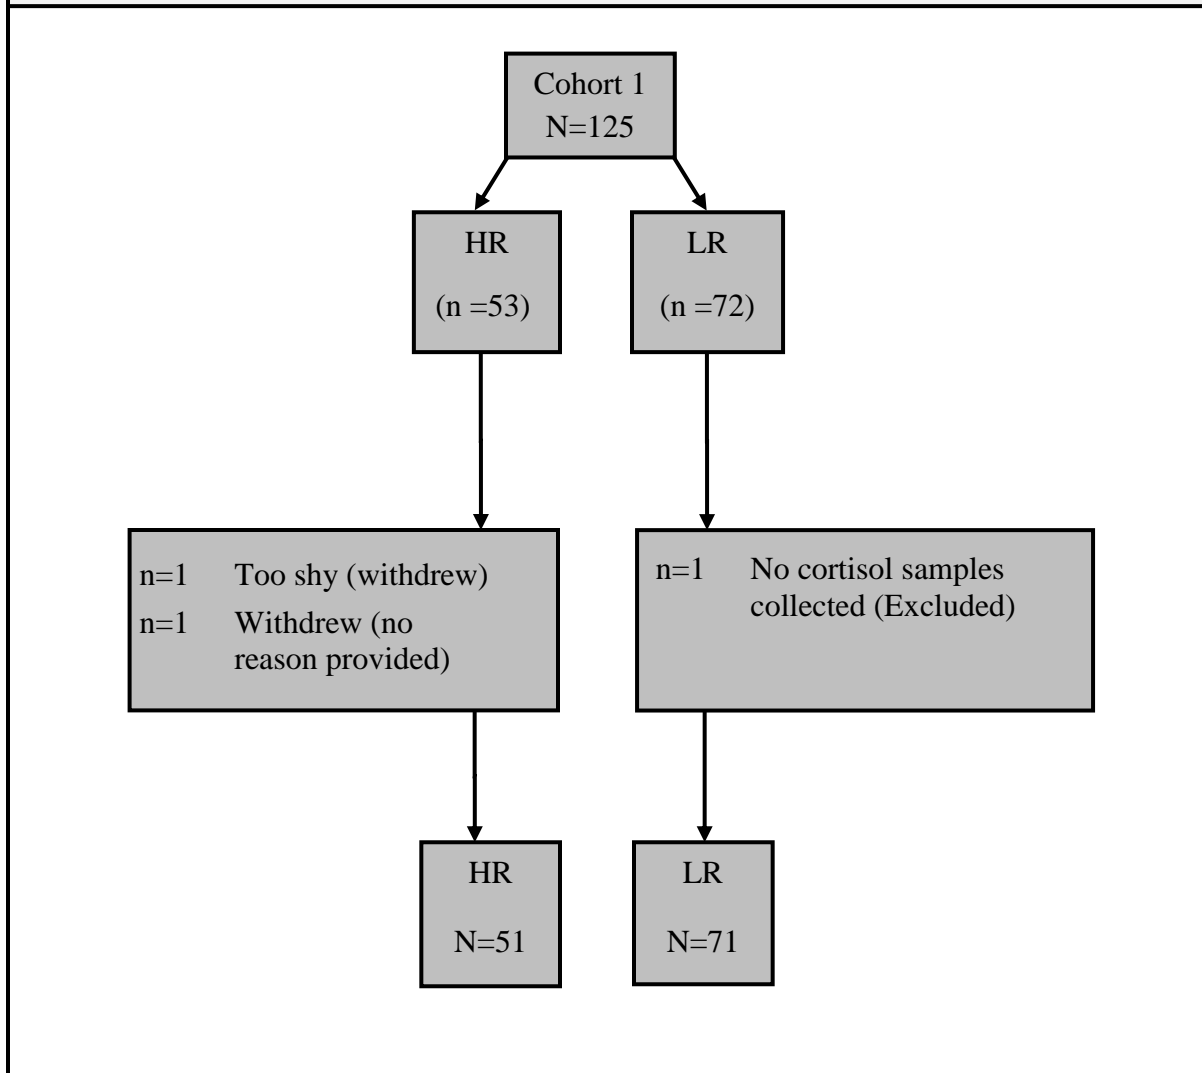 Cohort 1
N=125
HR
(n =53)
LR
(n =72)
n=1 Too shy (withdrew)
n=1 Withdrew (no
reason provided)
n=1 No cortisol samples
collected (Excluded)
HR
N=51
LR
N=71